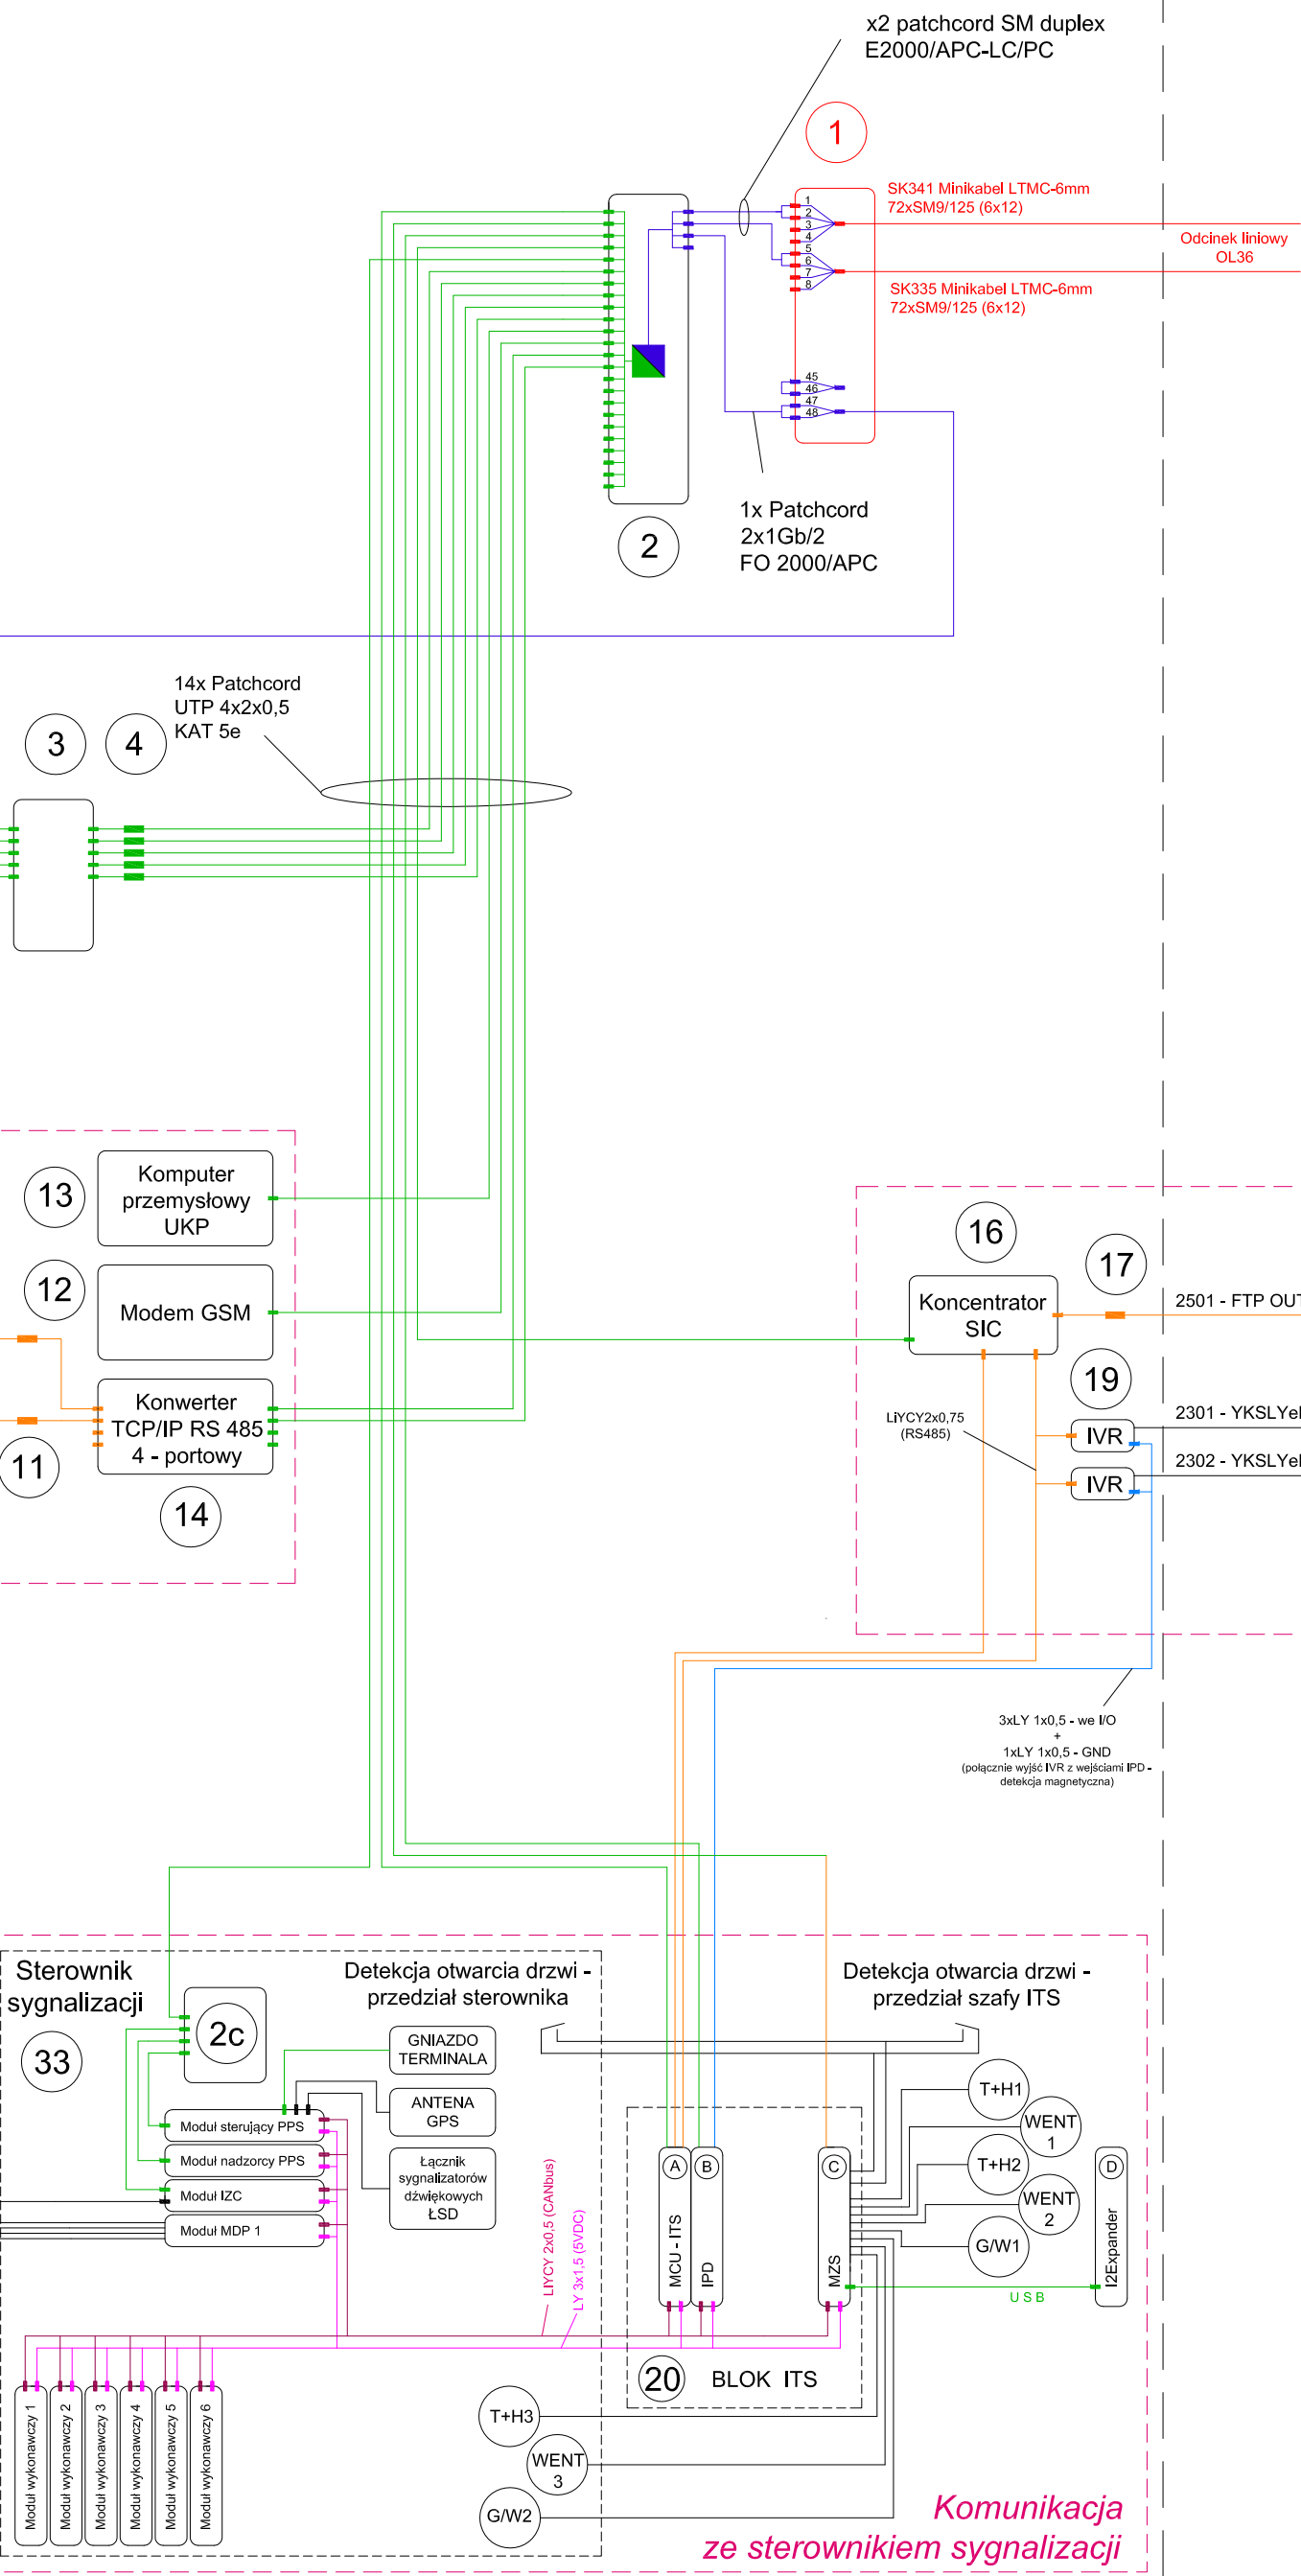 x2 patchcord SM duplex
E2000/APC-LC/PC
1
SK341 Minikabel LTMC-6mm
72xSM9/125 (6x12)
1
2
3
4
5
6
7
8
Odcinek liniowy
OL36
SK335 Minikabel LTMC-6mm
72xSM9/125 (6x12)
45
46
47
48
1x Patchcord
2x1Gb/2
FO 2000/APC
2
14x Patchcord
UTP 4x2x0,5
KAT 5e
3
4
13
Komputer
przemysłowy
UKP
12
Modem GSM
Konwerter
TCP/IP RS 485
4 - portowy
11
14
16
17
Koncentrator
SIC
2501 - FTP OUT
19
LiYCY2x0,75
(RS485)
IVR
2301 - YKSLYe
IVR
2302 - YKSLYe
3xLY 1x0,5 - we I/O
+
1xLY 1x0,5 - GND
(połącznie wyjść IVR z wejściami IPD -
detekcja magnetyczna)
Sterownik
sygnalizacji
33
2c
Detekcja otwarcia drzwi -
przedział sterownika
Detekcja otwarcia drzwi -
przedział szafy ITS
GNIAZDO
TERMINALA
ANTENA
GPS
Łącznik
sygnalizatorów
dźwiękowych
ŁSD
Moduł sterujący PPS
Moduł nadzorcy PPS
Moduł IZC
Moduł MDP 1
LIYCY 2x0,5 (CANbus)
LY 3x1,5 (5VDC)
A
MCU - ITS
B
IPD
C
MZS
D
I2Expander
T+H1
WENT
1
T+H2
WENT
2
G/W1
USB
20
BLOK ITS
Moduł wykonawczy 1
Moduł wykonawczy 2
Moduł wykonawczy 3
Moduł wykonawczy 4
Moduł wykonawczy 5
Moduł wykonawczy 6
T+H3
WENT
3
G/W2
Komunikacja
ze sterownikiem sygnalizacji